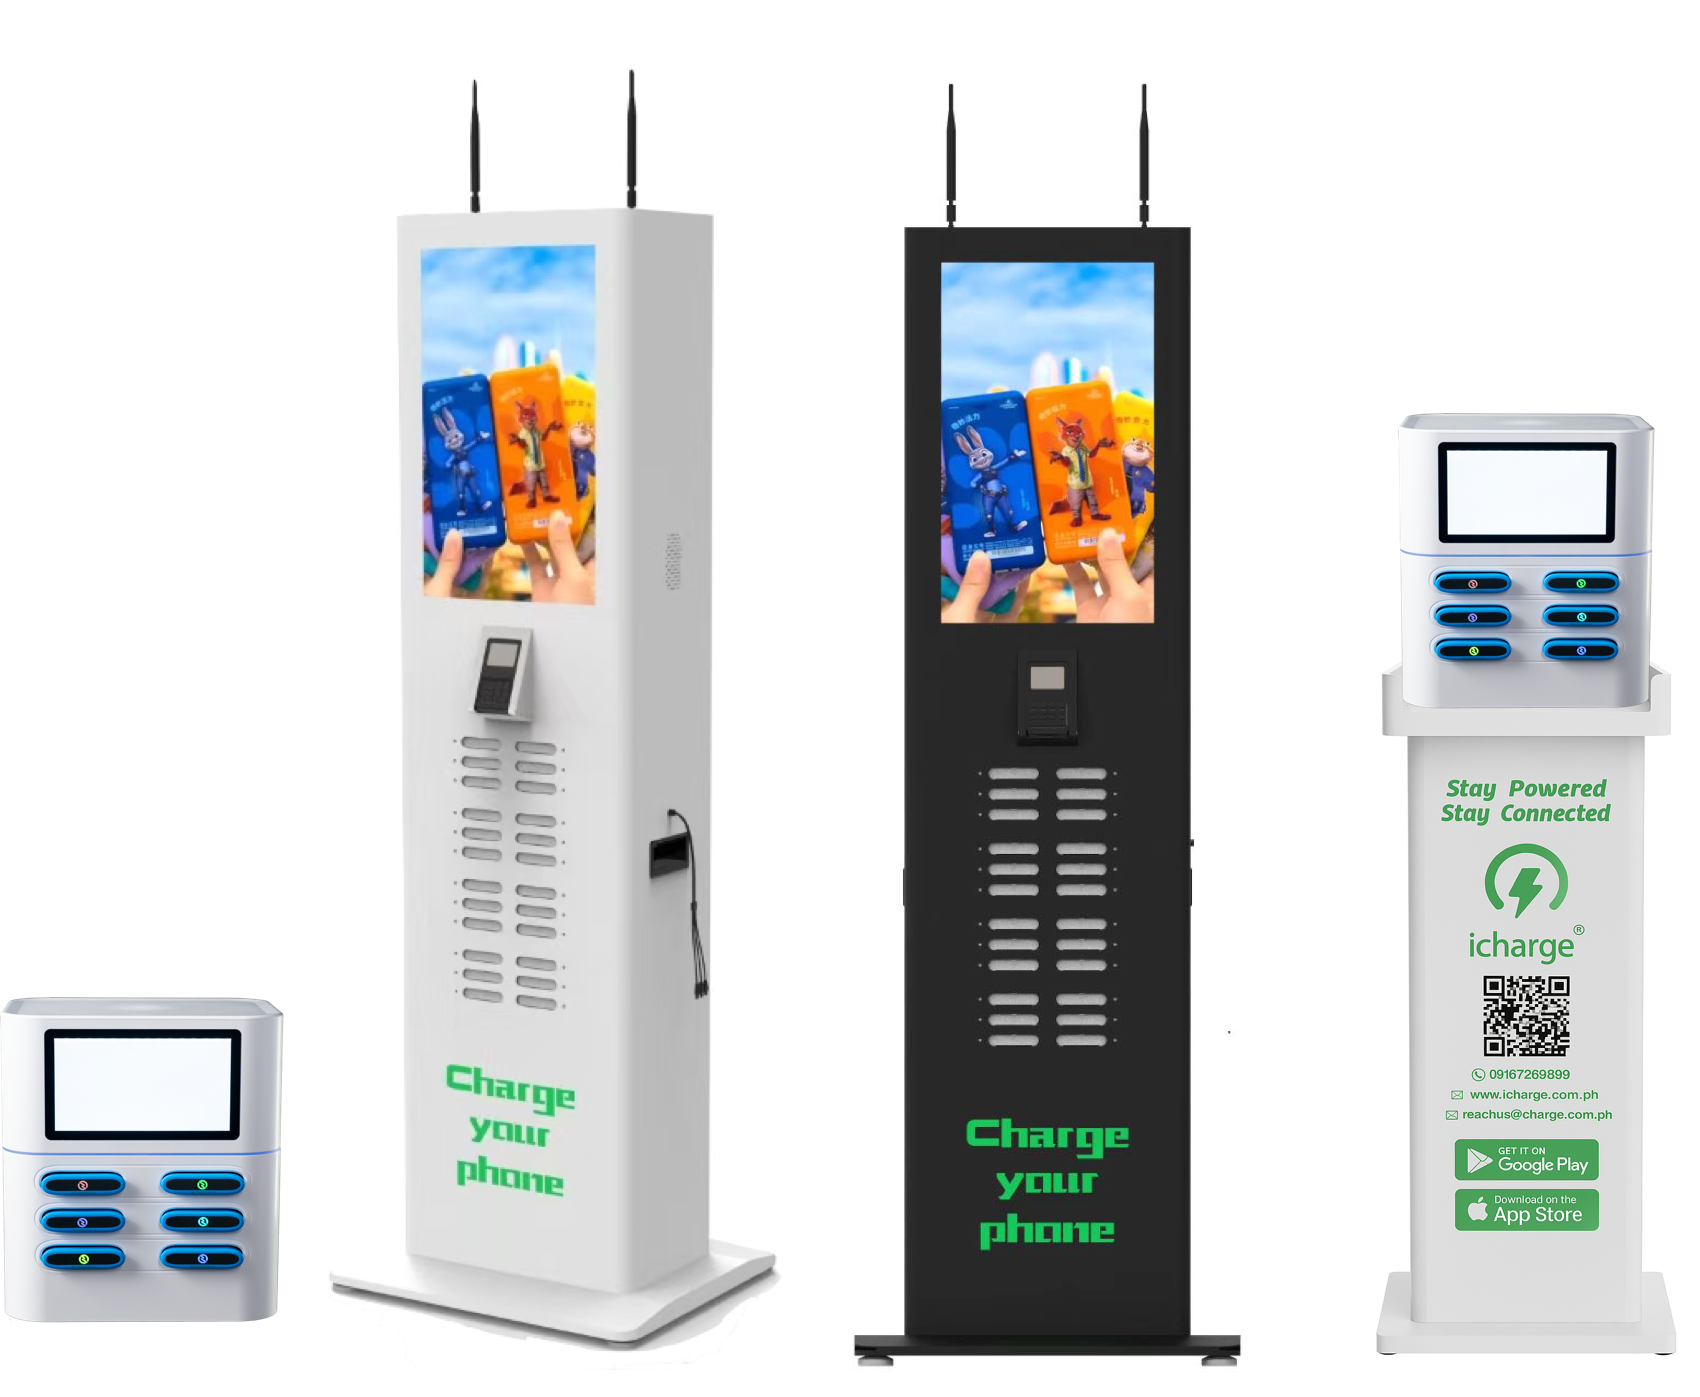 Charge
your
phone
Charge
your
phone
Stay Powered
Stay Connected
icharge®
09167269899
www.icharge.com.ph
reachus@charge.com.ph
GET IT ON
Google Play
Download on the
App Store